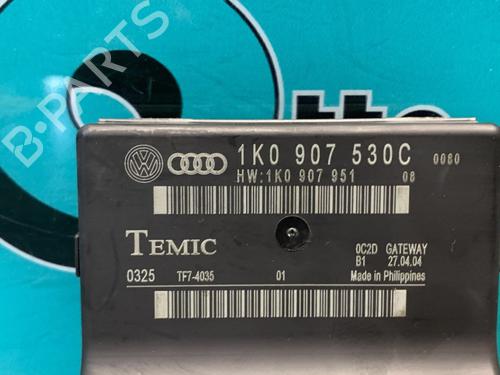 B-PARTS
1K0 907 530C 0080
HW:1K0 907 951 08
TEMIC
0C2D GATEWAY
B1 27.04.04
0325 TF7-4035 01 Made in Philippines